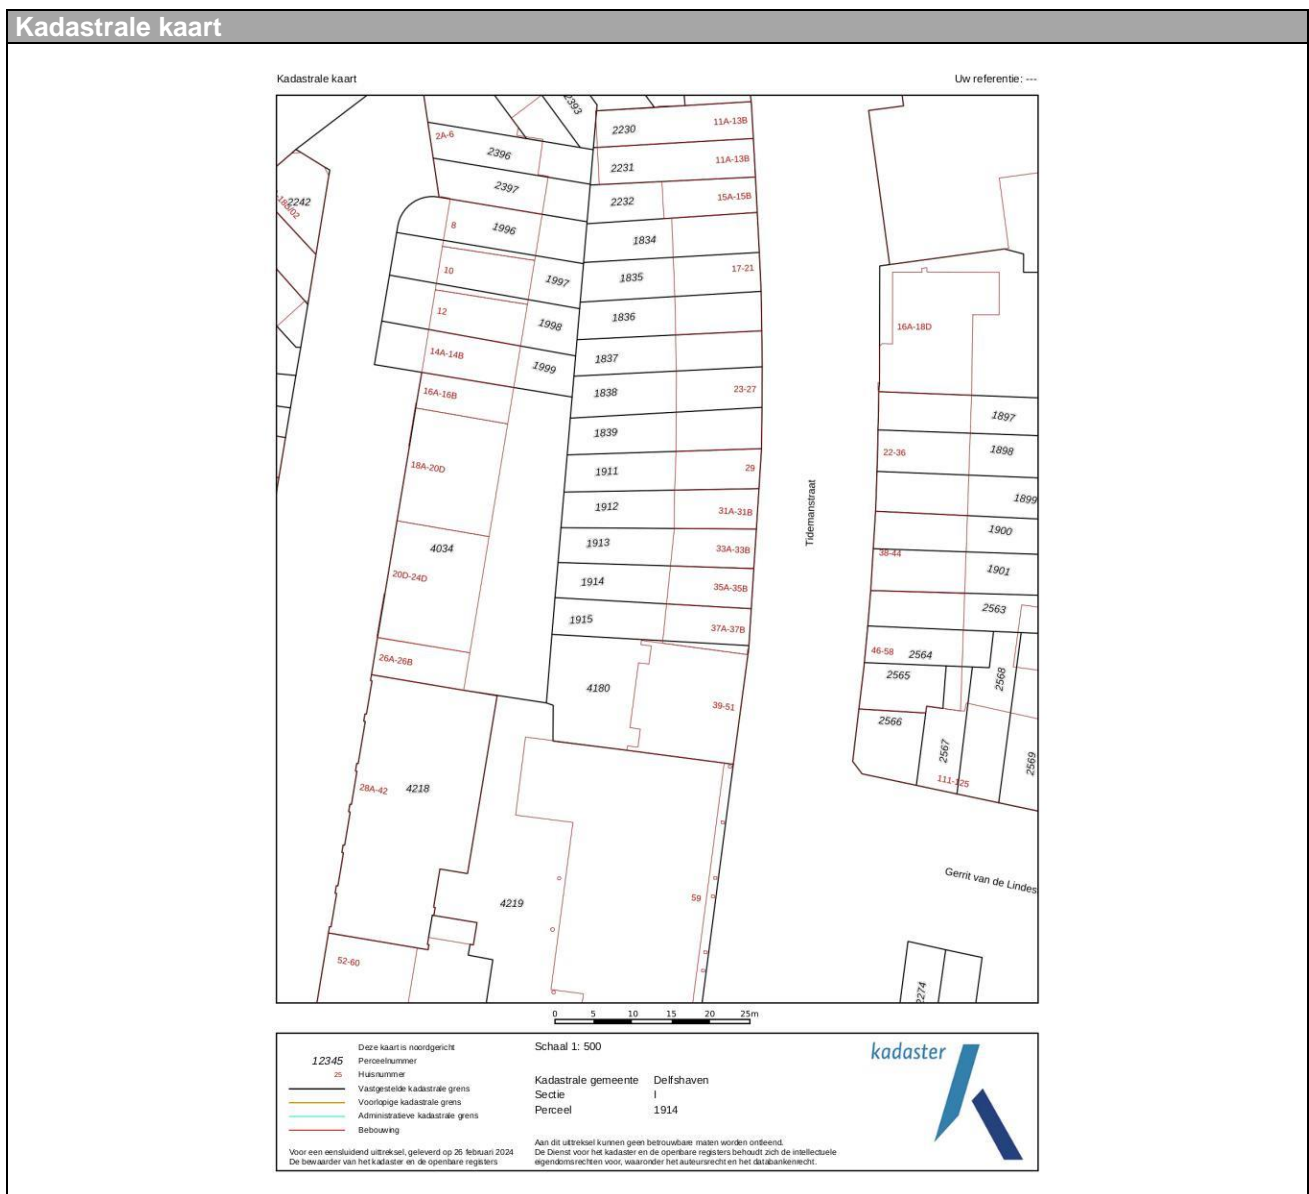 Kadastrale kaart
Kadastrale kaart
Uw referentie: ---
2393
2230
11A-13B
2A-6
2396
2231
11A-13B
2397
2232
15A-15B
2242
8
1996
1834
10
1997
1835
17-21
12
1998
1836
16A-18D
14A-14B
1999
1837
16A-16B
1838
23-27
1897
1839
22-36
1898
18A-20D
1911
29
1899
1912
31A-31B
Tidemanstraat
1900
4034
1913
33A-33B
38-44
1901
20D-24D
1914
35A-35B
2563
1915
37A-37B
26A-26B
46-58
2564
2565
2568
4180
39-51
2566
2567
2569
28A-42
4218
111-125
Gerrit van de Lindes
4219
59
52-60
2274
0 5 10 15 20 25m
Deze kaart is noordgericht
12345 Perceelnummer
25 Huisnummer
Vastgestelde kadastrale grens
Voorlopige kadastrale grens
Administratieve kadastrale grens
Bebouwing
Voor een eensluidend uittreksel, geleverd op 26 februari 2024
De bewaarder van het kadaster en de openbare registers
Schaal 1: 500
Kadastrale gemeente Delfshaven
Sectie I
Perceel 1914
Aan dit uittreksel kunnen geen betrouwbare maten worden ontleend.
De Dienst voor het kadaster en de openbare registers behoudt zich de intellectuele
eigendomsrechten voor, waaronder het auteursrecht en het databankenrecht.
kadaster